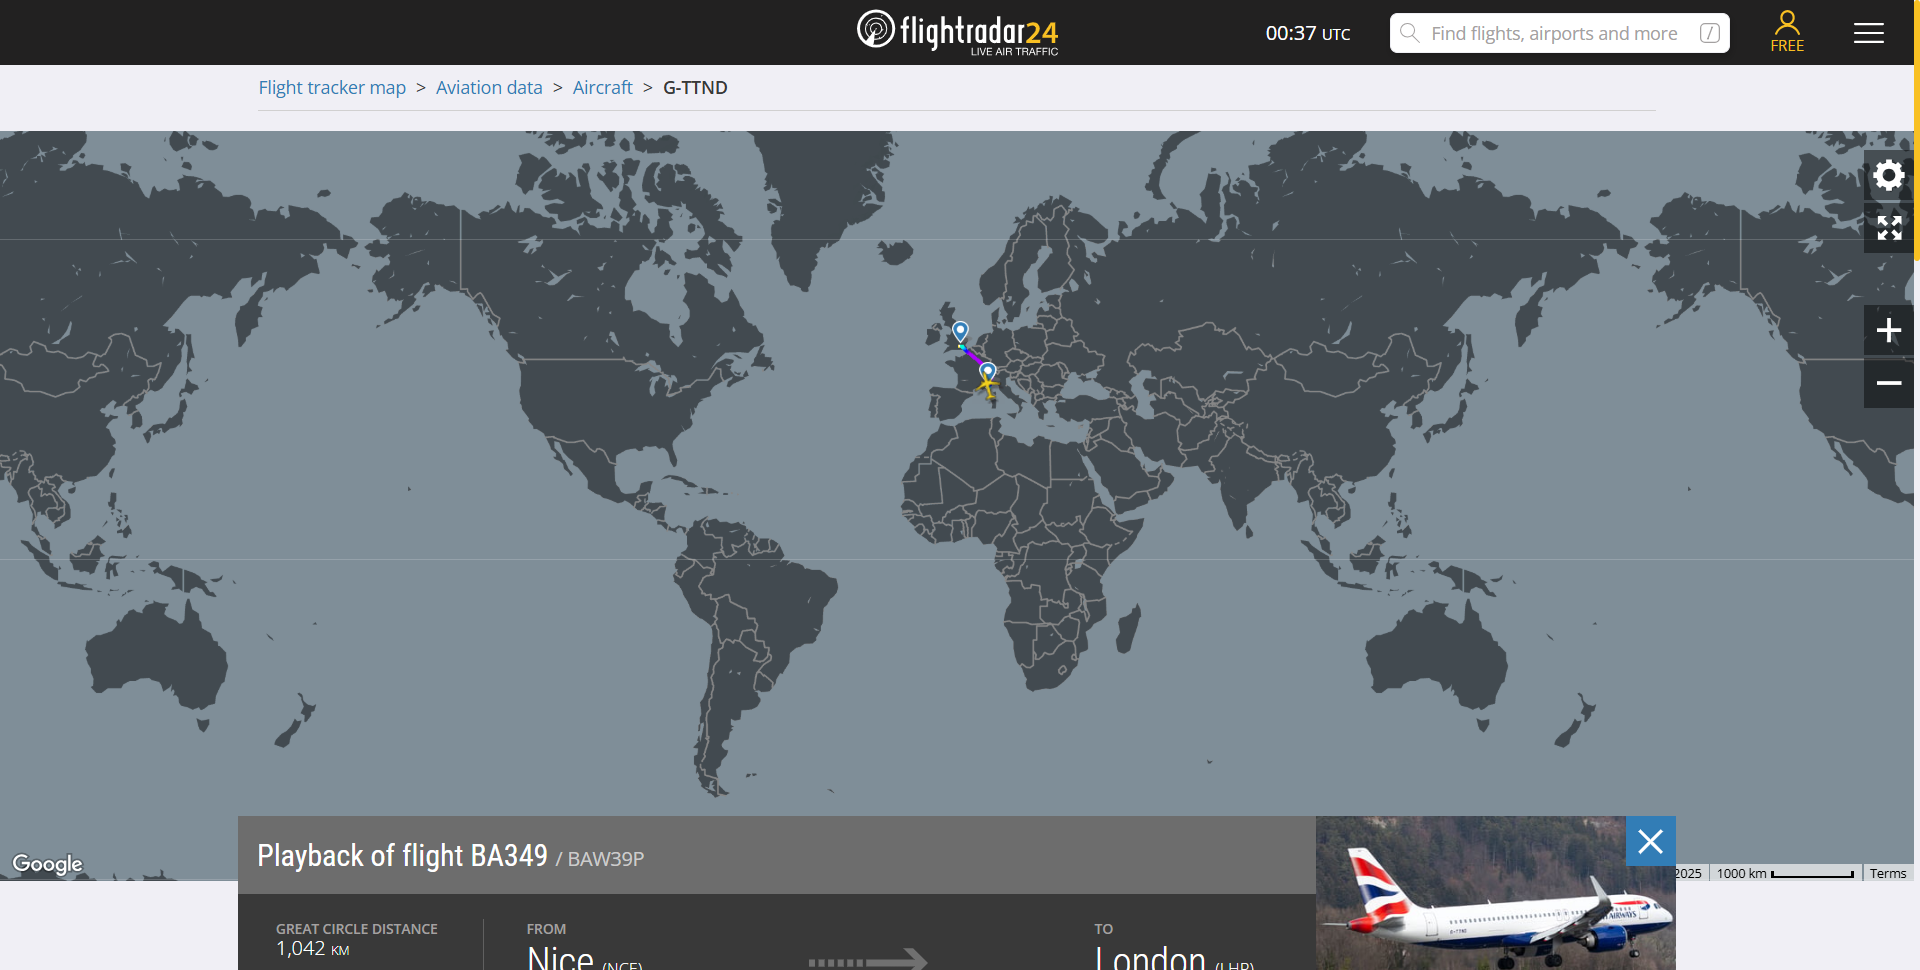 flightradar24
LIVE AIR TRAFFIC
00:37 UTC
Find flights, airports and more /
FREE
Flight tracker map > Aviation data > Aircraft > G-TTND
Google
2025 1000 km Terms
Playback of flight BA349 / BAW39P
GREAT CIRCLE DISTANCE
1,042 KM
FROM
Nice (NCE)
TO
London (LHR)
G-TTND